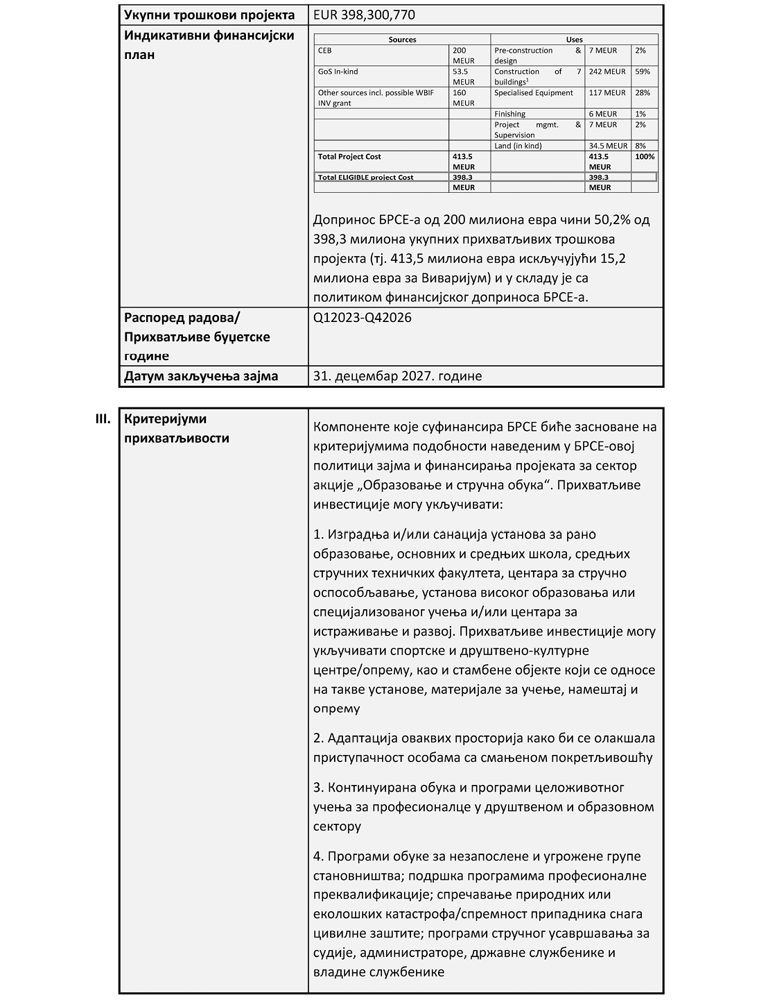 Укупни трошкови пројекта EUR 398,300,770
Индикативни финансијски план
Sources Uses
CEB 200 MEUR Pre-construction & design 7 MEUR 2%
GoS In-kind 53.5 MEUR Construction of 7 buildings¹ 242 MEUR 59%
Other sources incl. possible WBIF INV grant 160 MEUR Specialised Equipment 117 MEUR 28%
Finishing 6 MEUR 1%
Project mgmt. & Supervision 7 MEUR 2%
Land (in kind) 34.5 MEUR 8%
Total Project Cost 413.5 MEUR 413.5 MEUR 100%
Total ELIGIBLE project Cost 398.3 MEUR 398.3 MEUR
Допринос БРСЕ-а од 200 милиона евра чини 50,2% од
398,3 милиона укупних прихватљивих трошкова
пројекта (тј. 413,5 милиона евра искључујући 15,2
милиона евра за Виваријум) и у складу је са
политиком финансијског доприноса БРСЕ-а.
Распоред радова/
Прихватљиве буџетске
године
Q12023-Q42026
Датум закључења зајма 31. децембар 2027. године
III. Критеријуми
прихватљивости
Компоненте које суфинансира БРСЕ биће засноване на
критеријумима подобности наведеним у БРСЕ-овој
политици зајма и финансирања пројеката за сектор
акције „Образовање и стручна обука“. Прихватљиве
инвестиције могу укључивати:
1. Изградња и/или санација установа за рано
образовање, основних и средњих школа, средњих
стручних техничких факултета, центара за стручно
оспособљавање, установа високог образовања или
специјализованог учења и/или центара за
истраживање и развој. Прихватљиве инвестиције могу
укључивати спортске и друштвено-културне
центре/опрему, као и стамбене објекте који се односе
на такве установе, материјале за учење, намештај и
опрему
2. Адаптација оваквих просторија како би се олакшала
приступачност особама са смањеном покретљивошћу
3. Континуирана обука и програми целоживотног
учења за професионалце у друштвеном и образовном
сектору
4. Програми обуке за незапослене и угрожене групе
становништва; подршка програмима професионалне
преквалификације; спречавање природних или
еколошких катастрофа/спремност припадника снага
цивилне заштите; програми стручног усавршавања за
судије, администраторе, државне службенике и
владине службенике